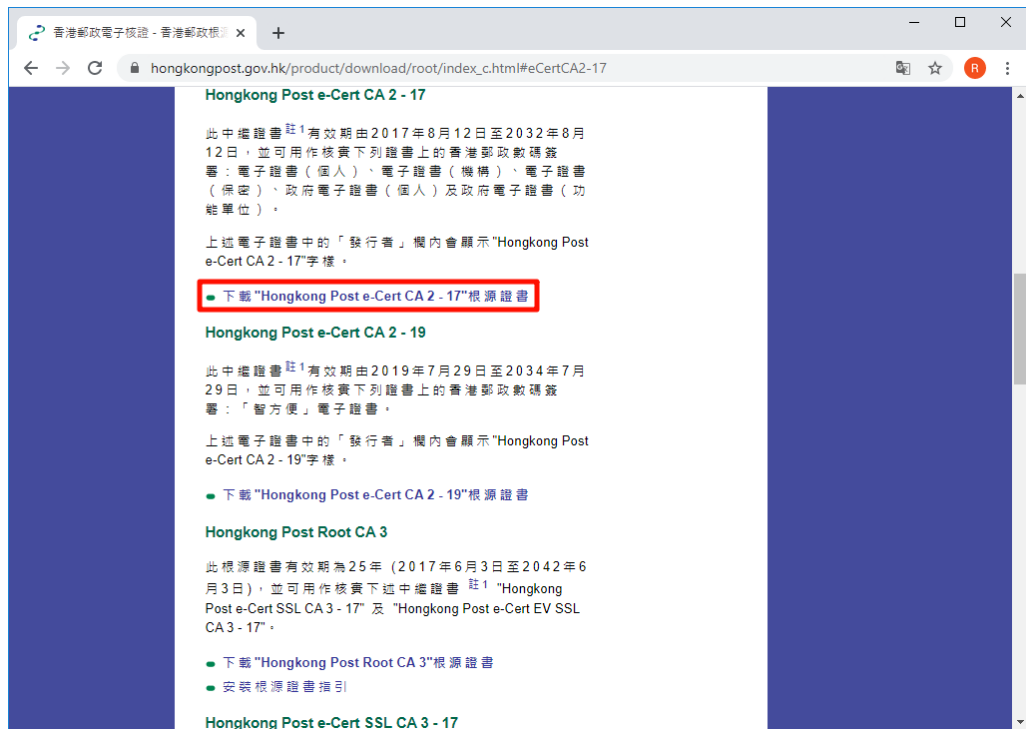 香港郵政電子核證 - 香港郵政根
hongkongpost.gov.hk/product/download/root/index_c.html#eCertCA2-17
R
Hongkong Post e-Cert CA 2 - 17
此中繼證書註1有效期由2017年8月12日至2032年8月
12日，並可用作核實下列證書上的香港郵政數碼簽
署：電子證書（個人）、電子證書（機構）、電子證書
（保密）、政府電子證書（個人）及政府電子證書（功
能單位）。
上述電子證書中的「發行者」欄內會顯示"Hongkong Post
e-Cert CA 2 - 17"字樣。
下載"Hongkong Post e-Cert CA 2 - 17"根源證書
Hongkong Post e-Cert CA 2 - 19
此中繼證書註1有效期由2019年7月29日至2034年7月
29日，並可用作核實下列證書上的香港郵政數碼簽
署：「智方便」電子證書。
上述電子證書中的「發行者」欄內會顯示"Hongkong Post
e-Cert CA 2 - 19"字樣。
下載"Hongkong Post e-Cert CA 2 - 19"根源證書
Hongkong Post Root CA 3
此根源證書有效期為25年 (2017年6月3日至2042年6
月3日)，並可用作核實下述中繼證書 註1 "Hongkong
Post e-Cert SSL CA 3 - 17" 及 "Hongkong Post e-Cert EV SSL
CA 3 - 17"。
下載"Hongkong Post Root CA 3"根源證書
安裝根源證書指引
Hongkong Post e-Cert SSL CA 3 - 17